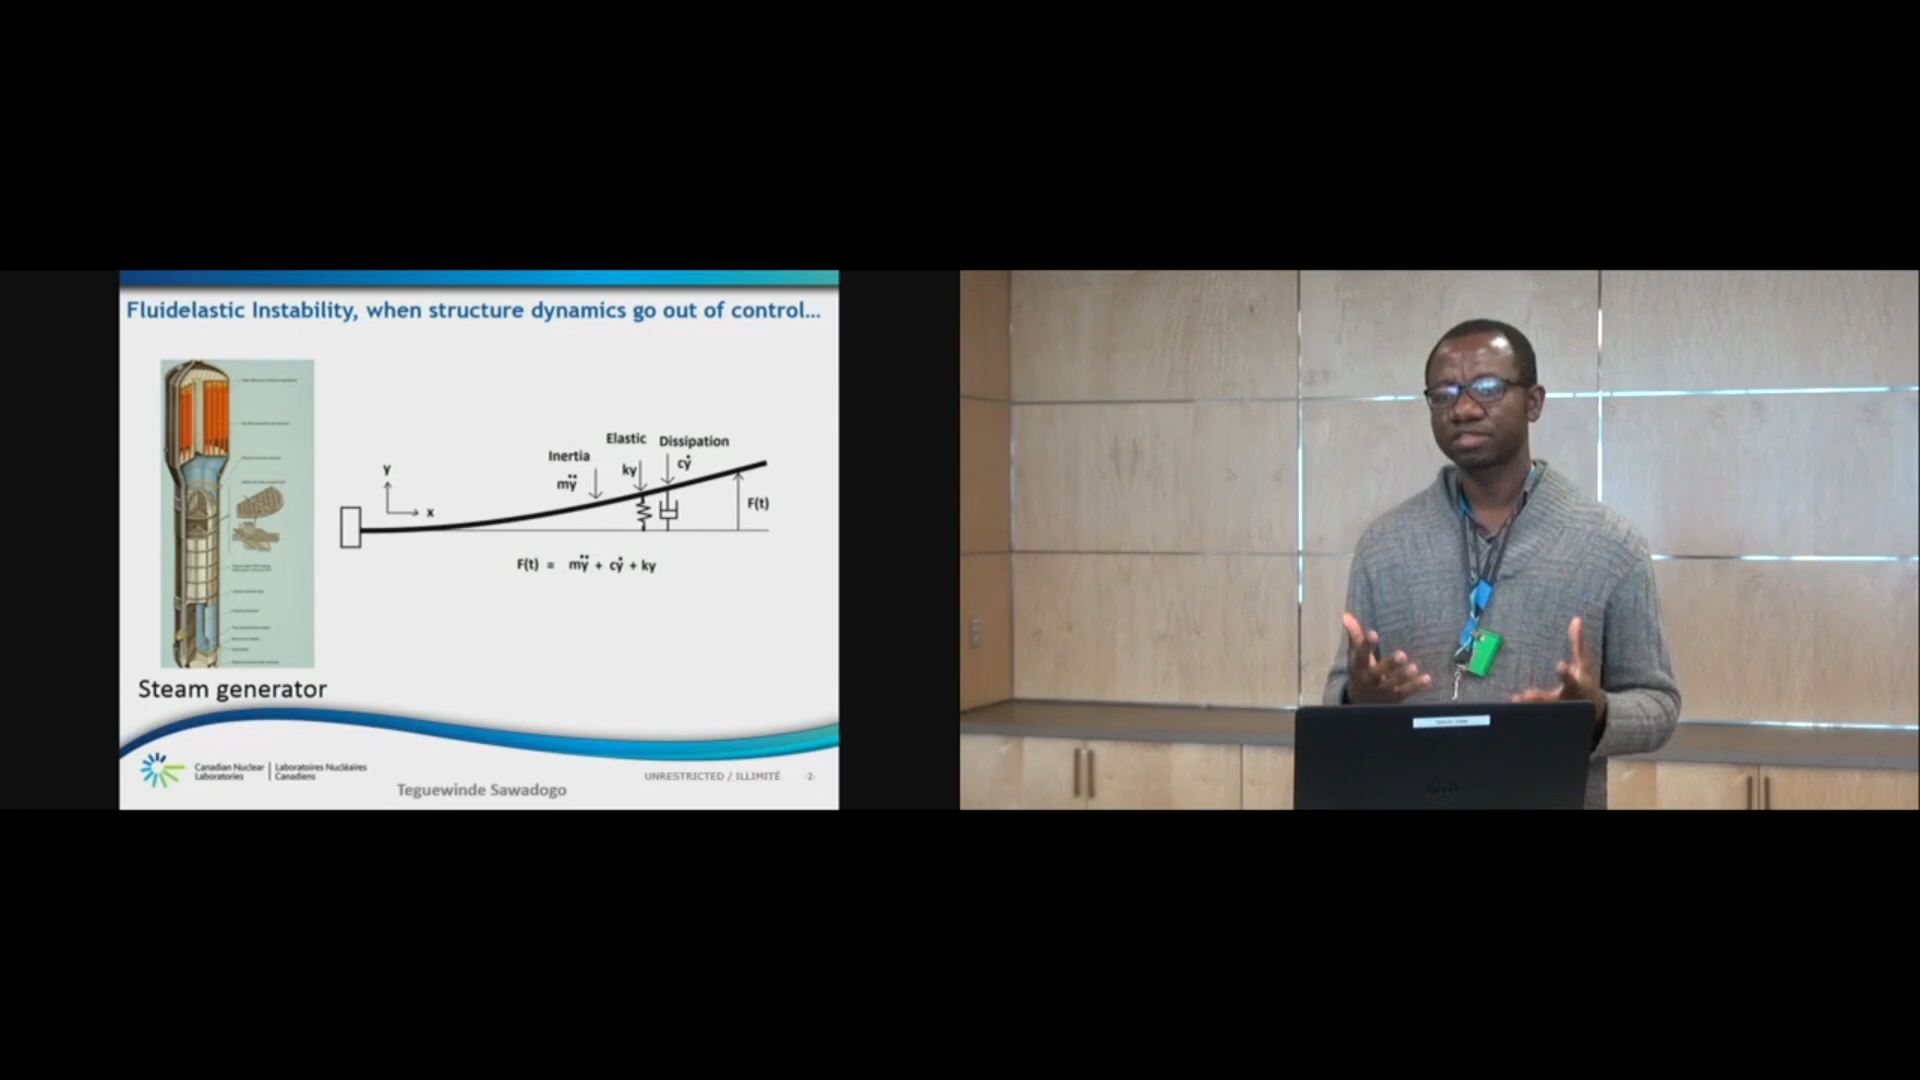 Fluidelastic Instability, when structure dynamics go out of control...
Elastic
Dissipation
Inertia
ky
cẏ
mÿ
y
x
F(t)
F(t) = mÿ + cẏ + ky
Steam generator
Canadian Nuclear Laboratories
Laboratoires Nucléaires Canadiens
Teguewinde Sawadogo
UNRESTRICTED / ILLIMITÉ
-2-